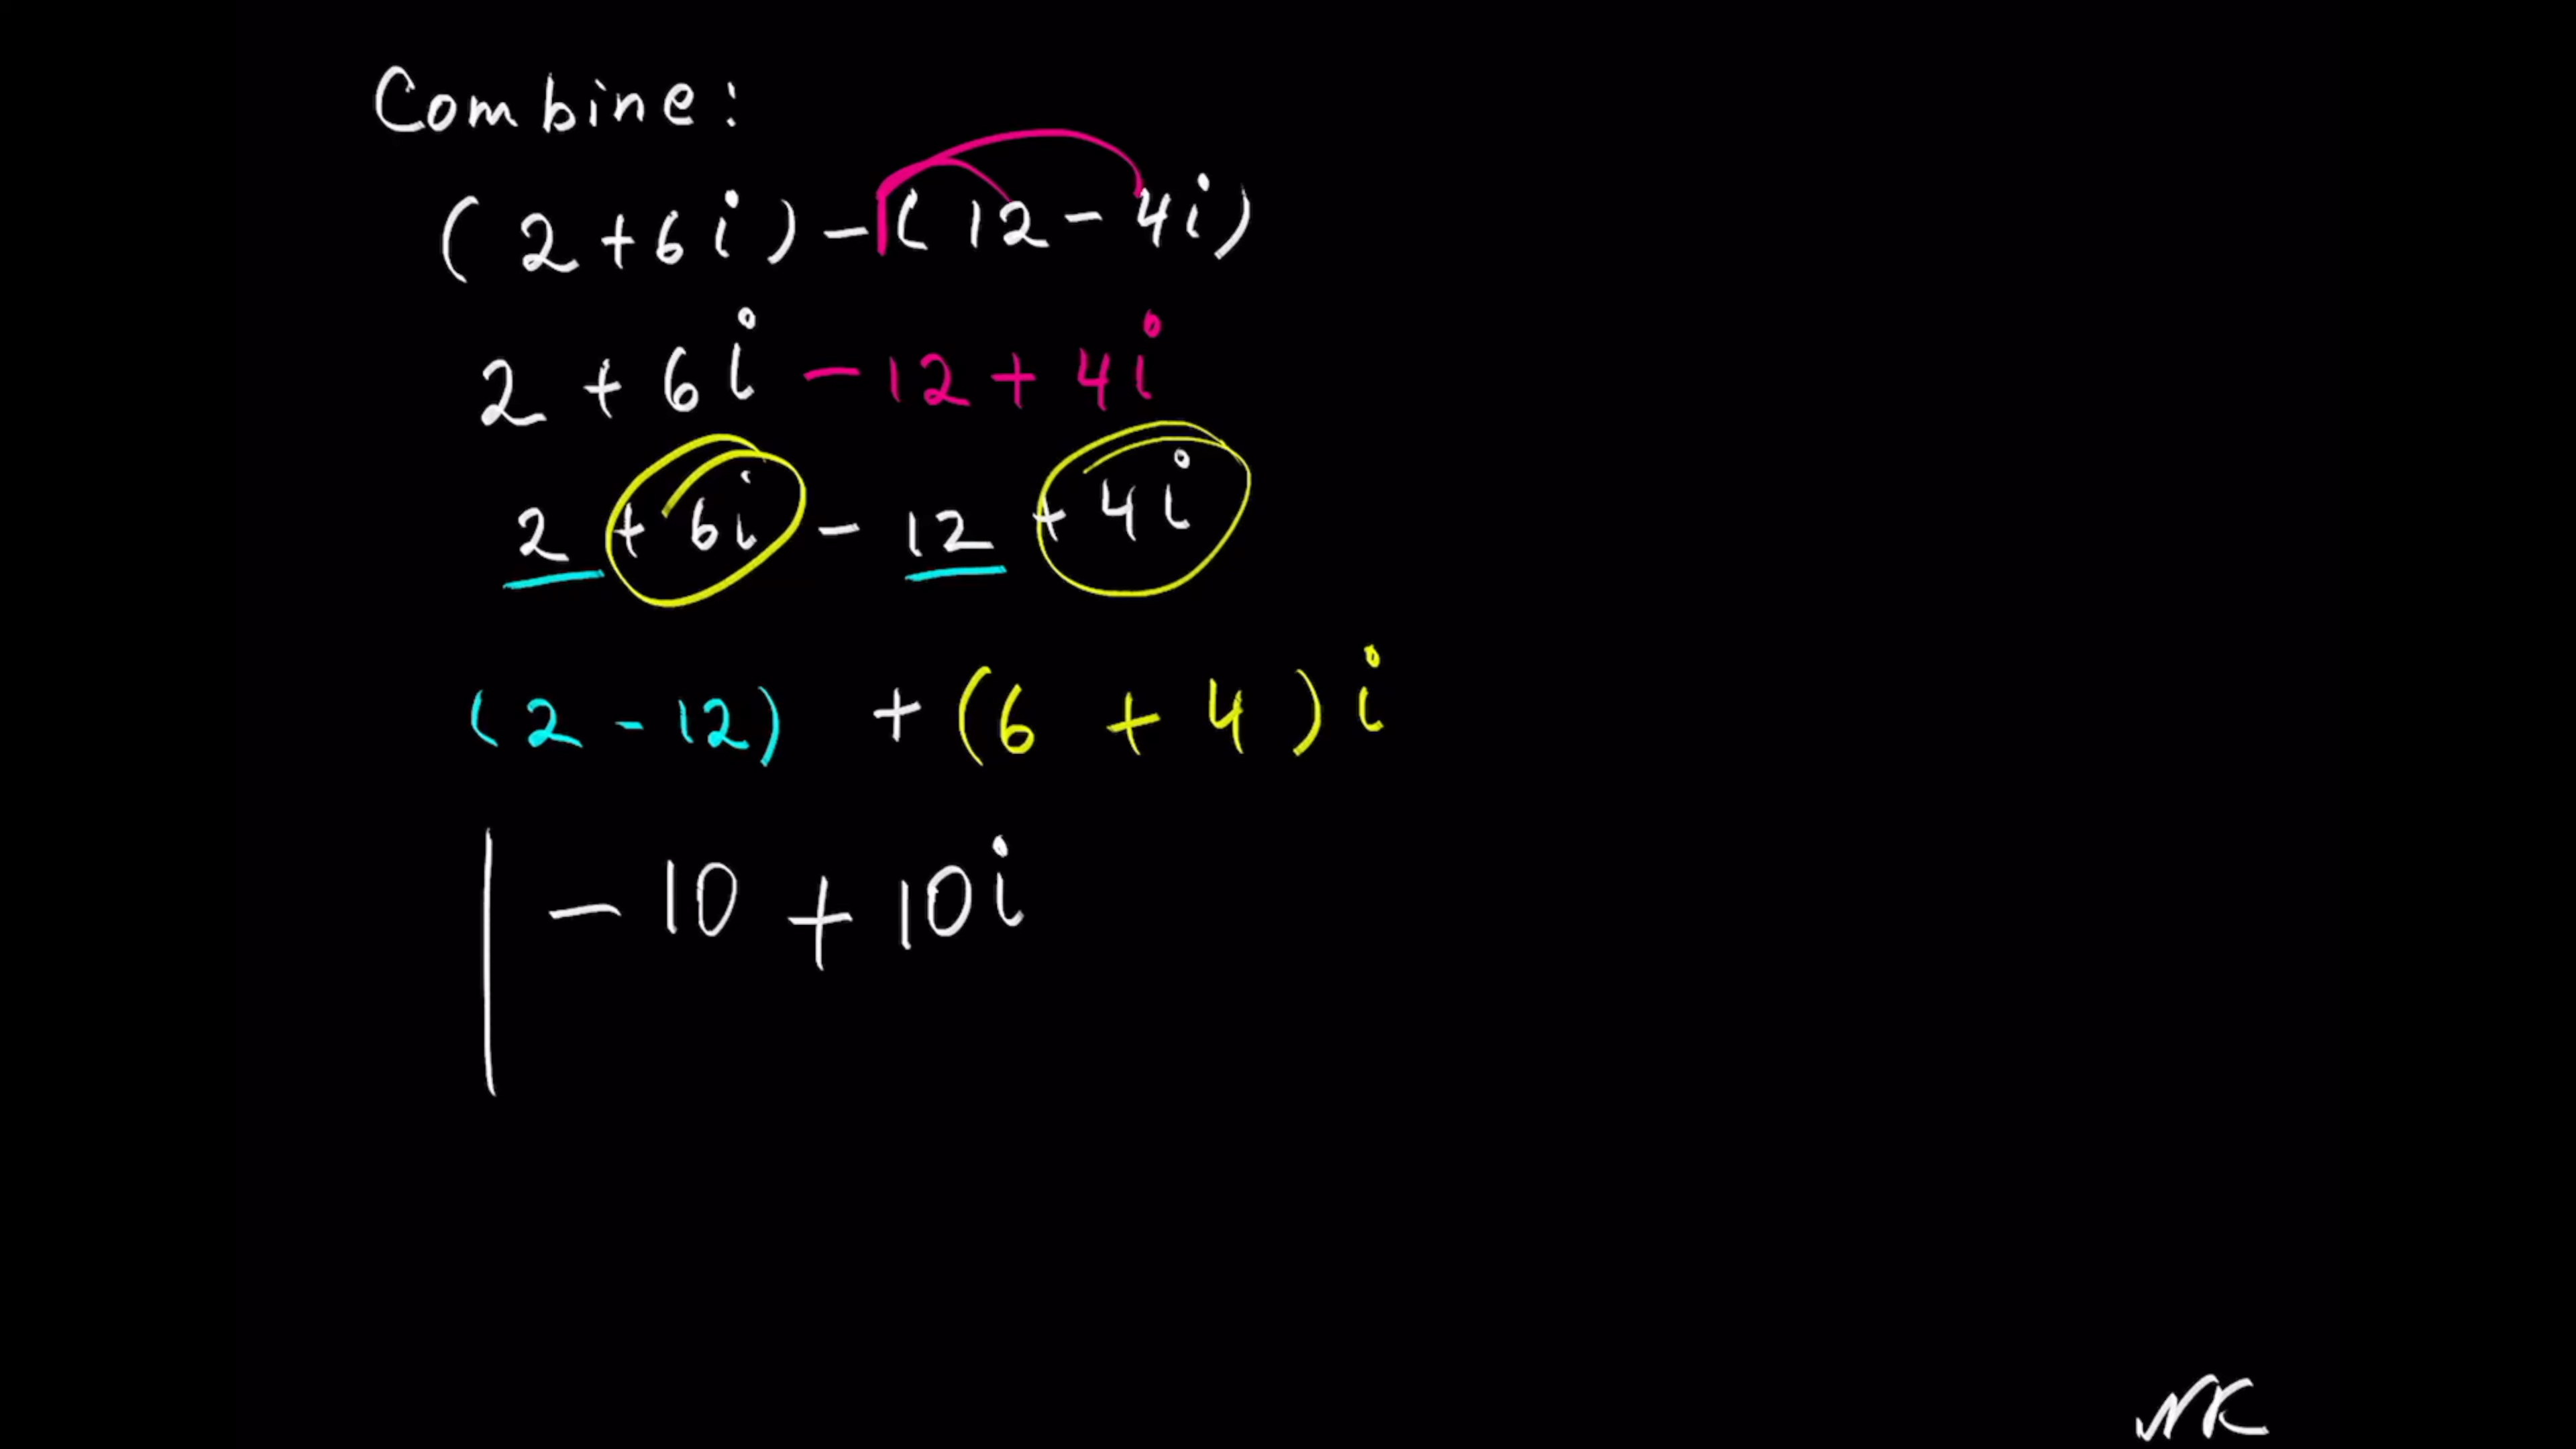 Combine:
(2+6i)-1(12-4i)
2+6i-12+4i
2+6i-12+4i
(2-12)+(6+4)i
-10+10i
NK